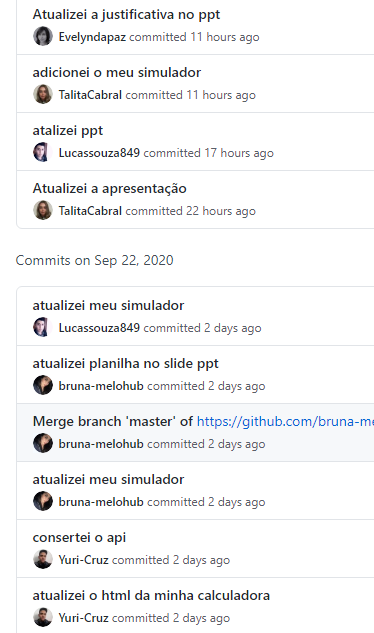 Atualizei a justificativa no ppt
Evelyndapaz committed 11 hours ago
adicionei o meu simulador
TalitaCabral committed 11 hours ago
atalizei ppt
Lucassouza849 committed 17 hours ago
Atualizei a apresentação
TalitaCabral committed 22 hours ago
Commits on Sep 22, 2020
atualizei meu simulador
Lucassouza849 committed 2 days ago
atualizei planilha no slide ppt
bruna-melohub committed 2 days ago
Merge branch 'master' of https://github.com/bruna-me
bruna-melohub committed 2 days ago
atualizei meu simulador
bruna-melohub committed 2 days ago
consertei o api
Yuri-Cruz committed 2 days ago
atualizei o html da minha calculadora
Yuri-Cruz committed 2 days ago